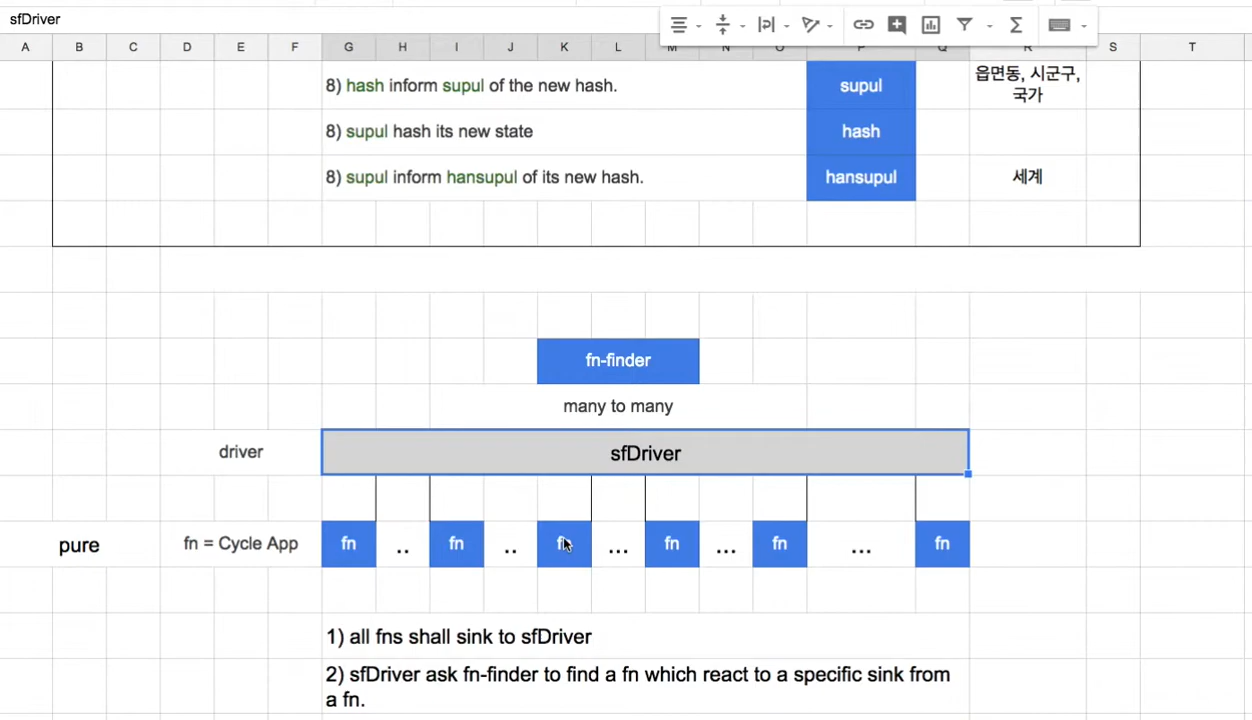 sfDriver
A B C D E F G H I J K L M N O P Q R S T
8) hash inform supul of the new hash. supul 읍면동, 시군구,
국가
8) supul hash its new state hash
8) supul inform hansupul of its new hash. hansupul 세계
fn-finder
many to many
driver sfDriver
pure fn = Cycle App fn .. fn .. fn ... fn ... fn ... fn
1) all fns shall sink to sfDriver
2) sfDriver ask fn-finder to find a fn which react to a specific sink from
a fn.